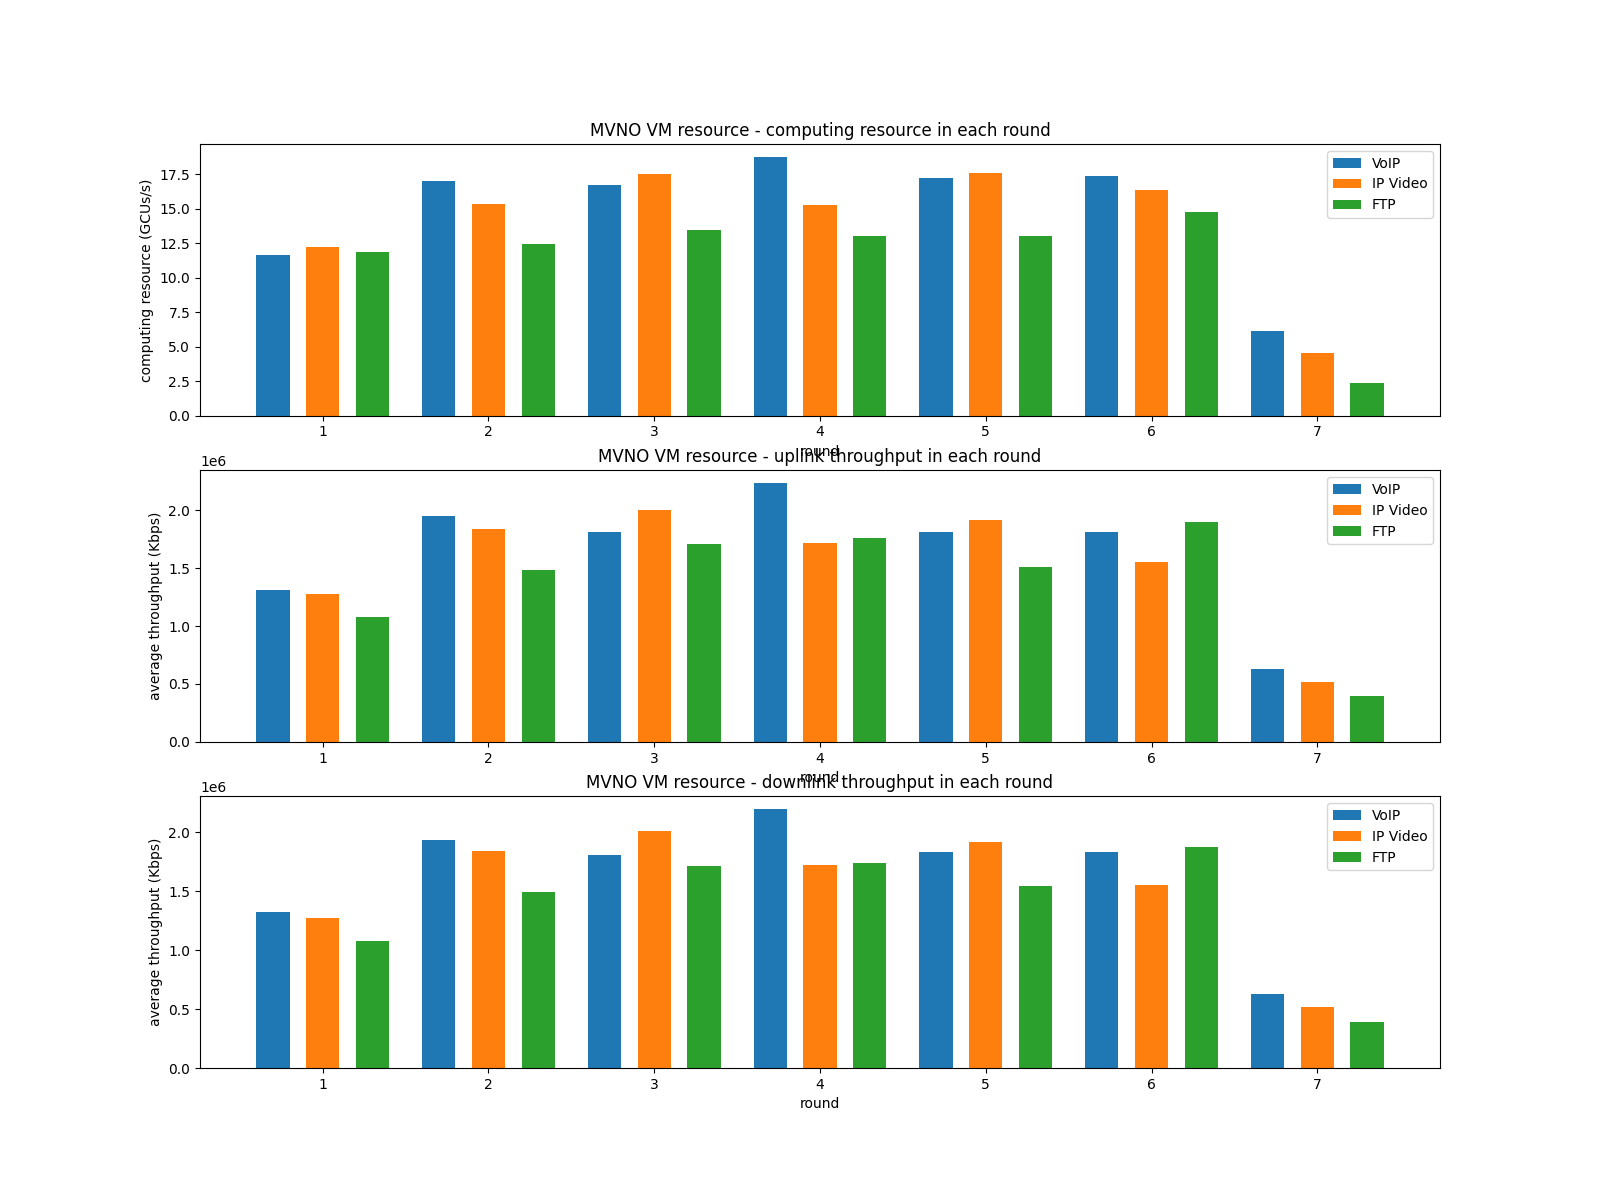 MVNO VM resource - computing resource in each round
computing resource (GCUs/s)
17.5
15.0
12.5
10.0
7.5
5.0
2.5
0.0
VoIP
IP Video
FTP
1 2 3 4 5 6 7
round
MVNO VM resource - uplink throughput in each round
1e6
average throughput (Kbps)
2.0
1.5
1.0
0.5
0.0
VoIP
IP Video
FTP
1 2 3 4 5 6 7
round
MVNO VM resource - downlink throughput in each round
1e6
average throughput (Kbps)
2.0
1.5
1.0
0.5
0.0
VoIP
IP Video
FTP
1 2 3 4 5 6 7
round